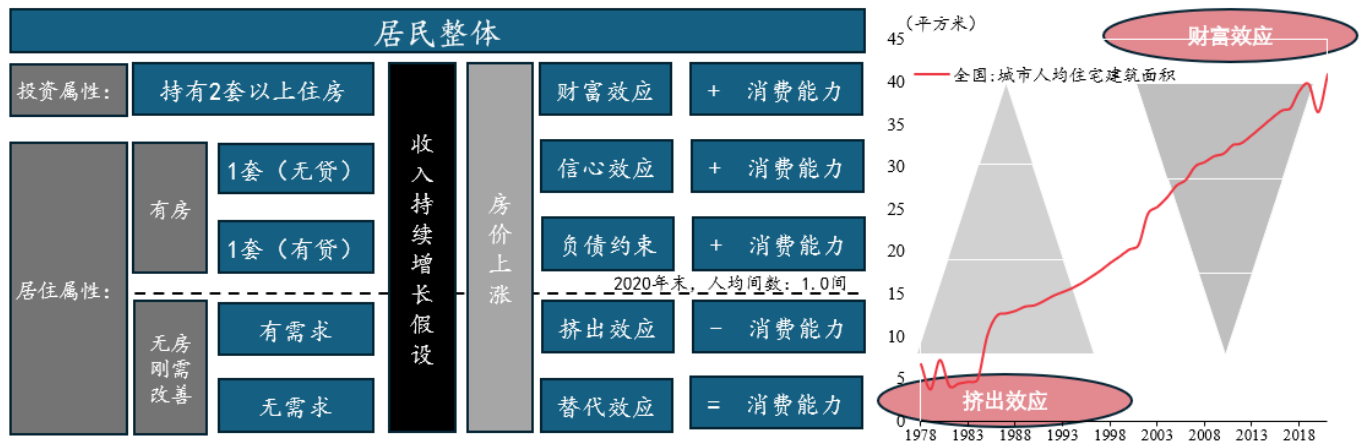 居民整体
投资属性： 持有2套以上住房
居住属性：
有房
1套（无贷）
1套（有贷）
无房
刚需
改善
有需求
无需求
收入持续增长假设
房价上涨
财富效应 + 消费能力
信心效应 + 消费能力
负债约束 + 消费能力
2020年末，人均间数：1.0间
挤出效应 － 消费能力
替代效应 = 消费能力
（平方米）
财富效应
全国:城市人均住宅建筑面积
45
40
35
30
25
20
15
10
5
0
挤出效应
1978 1983 1988 1993 1998 2003 2008 2013 2018